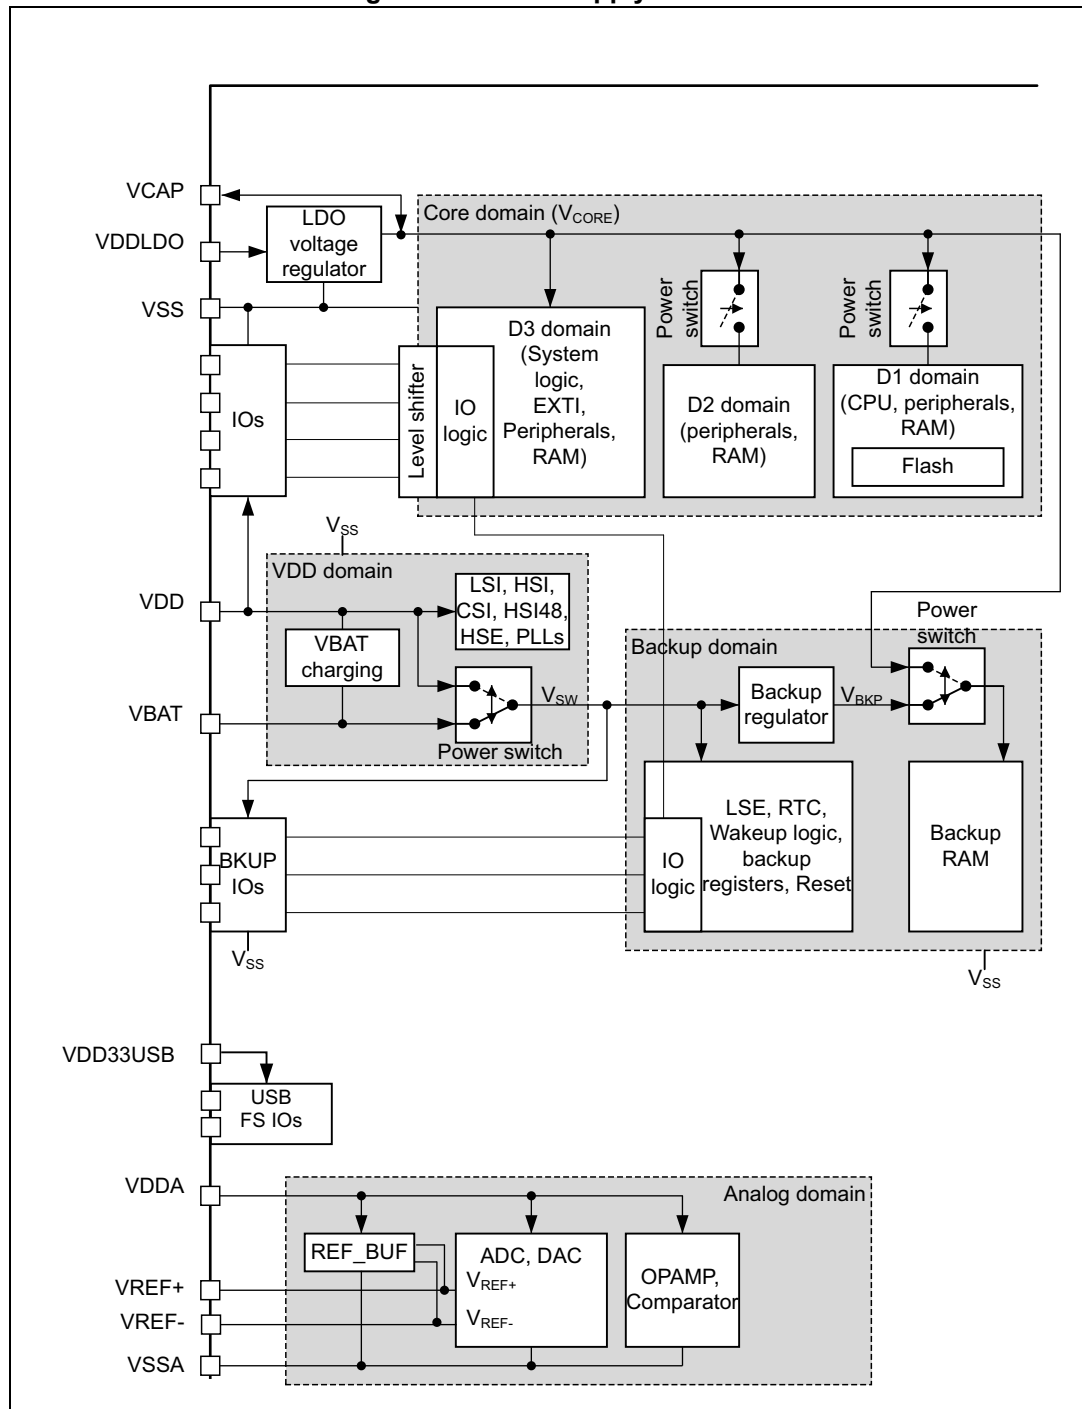 VCAP
VDDLDO
LDO
voltage
regulator
Core domain (VCORE)
VSS
IOs
Level shifter
IO
logic
D3 domain
(System
logic,
EXTI,
Peripherals,
RAM)
Power
switch
D2 domain
(peripherals,
RAM)
Power
switch
D1 domain
(CPU, peripherals,
RAM)
Flash
VSS
VDD domain
VDD
LSI, HSI,
CSI, HSI48,
HSE, PLLs
VBAT
charging
VBAT
VSW
Power switch
Power
switch
Backup domain
Backup
regulator
VBKP
BKUP
IOs
VSS
IO
logic
LSE, RTC,
Wakeup logic,
backup
registers, Reset
Backup
RAM
VSS
VDD33USB
USB
FS IOs
VDDA
Analog domain
REF_BUF
ADC, DAC
VREF+
VREF-
OPAMP,
Comparator
VREF+
VREF-
VSSA